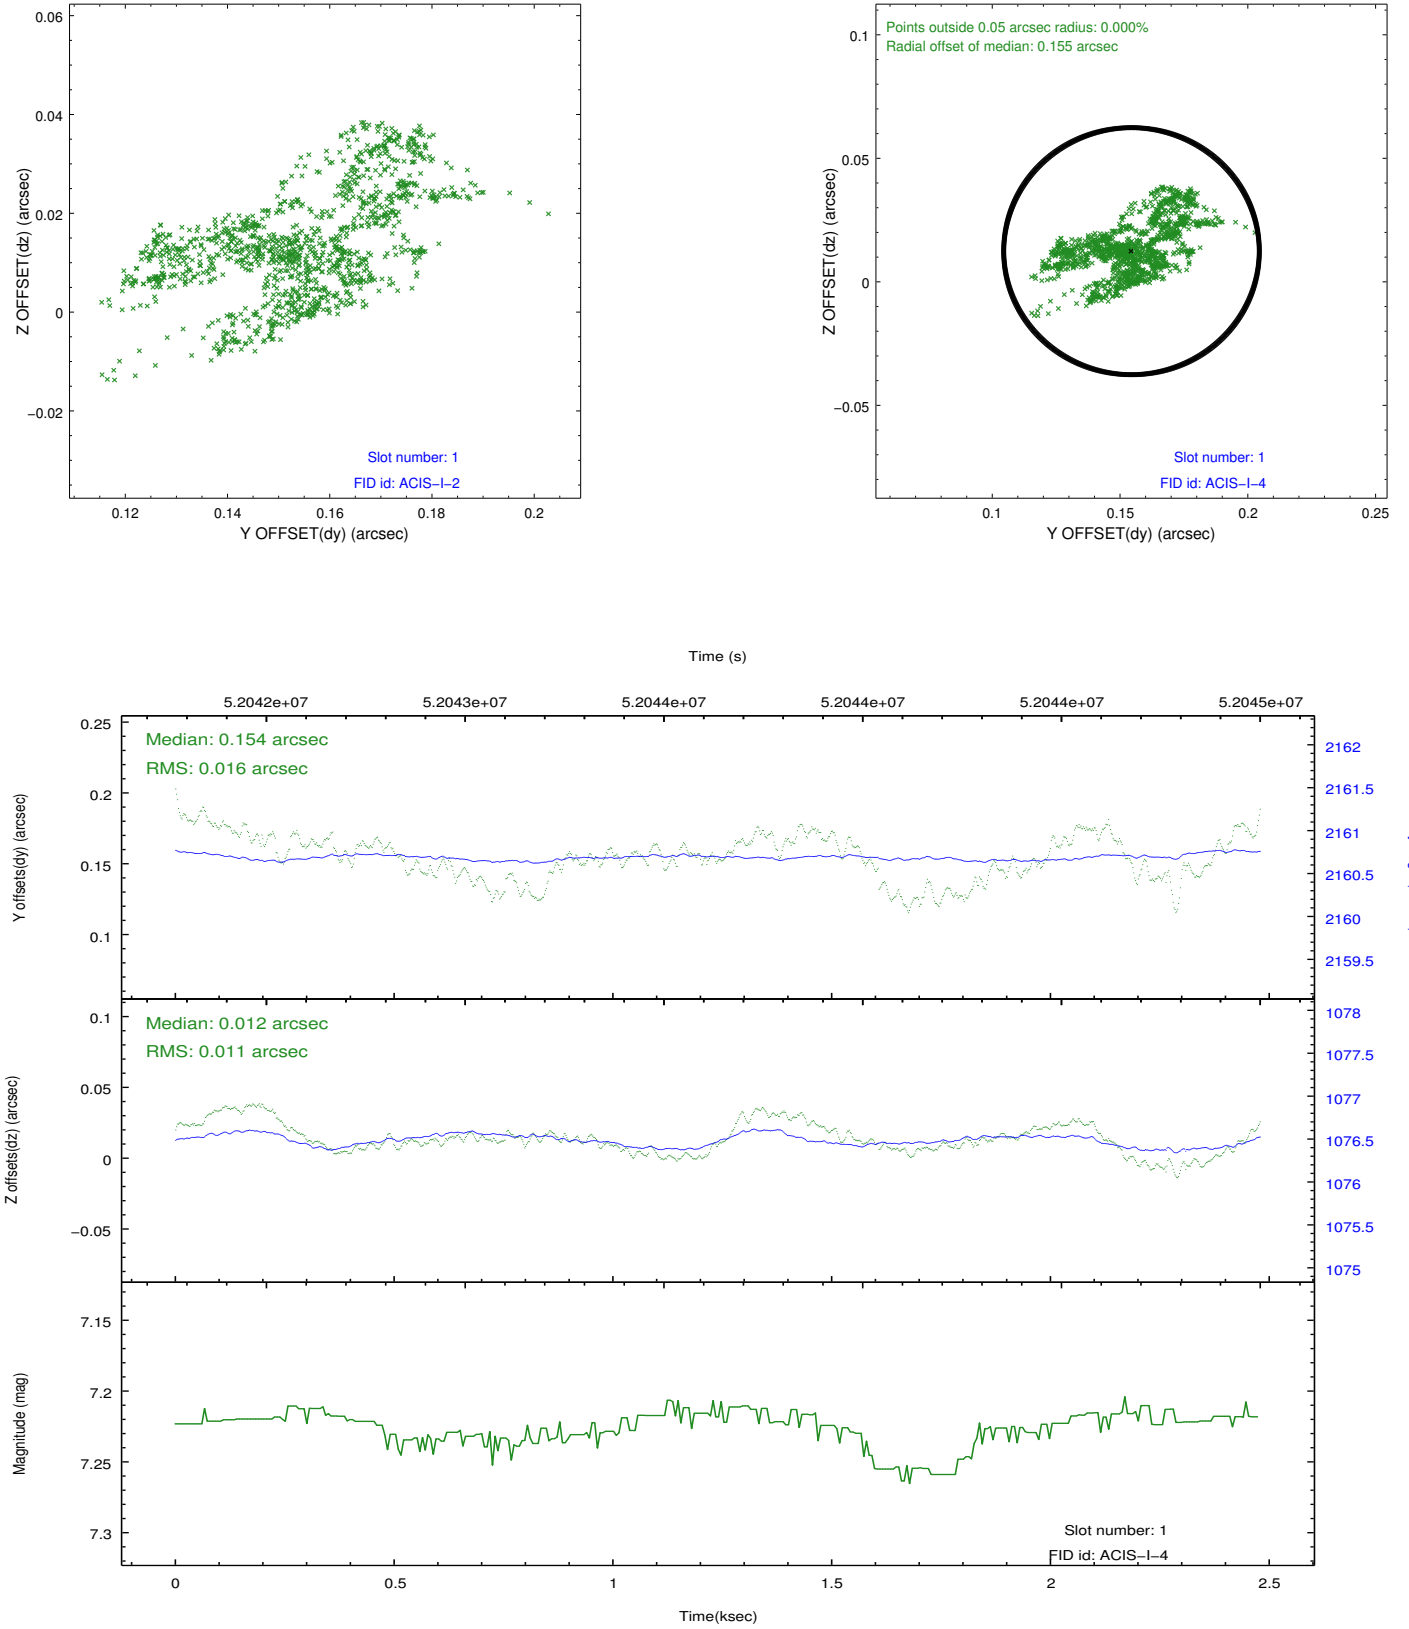 0.06
0.04
0.02
0
−0.02
Z OFFSET(dz) (arcsec)
Slot number: 1
FID id: ACIS−I−2
0.12
0.14
0.16
0.18
0.2
Y OFFSET(dy) (arcsec)
Points outside 0.05 arcsec radius: 0.000%
Radial offset of median: 0.155 arcsec
0.1
0.05
0
−0.05
Z OFFSET(dz) (arcsec)
Slot number: 1
FID id: ACIS−I−4
0.1
0.15
0.2
0.25
Y OFFSET(dy) (arcsec)
Time (s)
5.2042e+07
5.2043e+07
5.2044e+07
5.2044e+07
5.2044e+07
5.2045e+07
Median: 0.154 arcsec
RMS: 0.016 arcsec
0.25
0.2
0.15
0.1
Y offsets(dy) (arcsec)
2162
2161.5
2161
2160.5
2160
2159.5
Median: 0.012 arcsec
RMS: 0.011 arcsec
0.1
0.05
0
−0.05
Z offsets(dz) (arcsec)
1078
1077.5
1077
1076.5
1076
1075.5
1075
7.15
7.2
7.25
7.3
Magnitude (mag)
Slot number: 1
FID id: ACIS−I−4
0
0.5
1
1.5
2
2.5
Time(ksec)